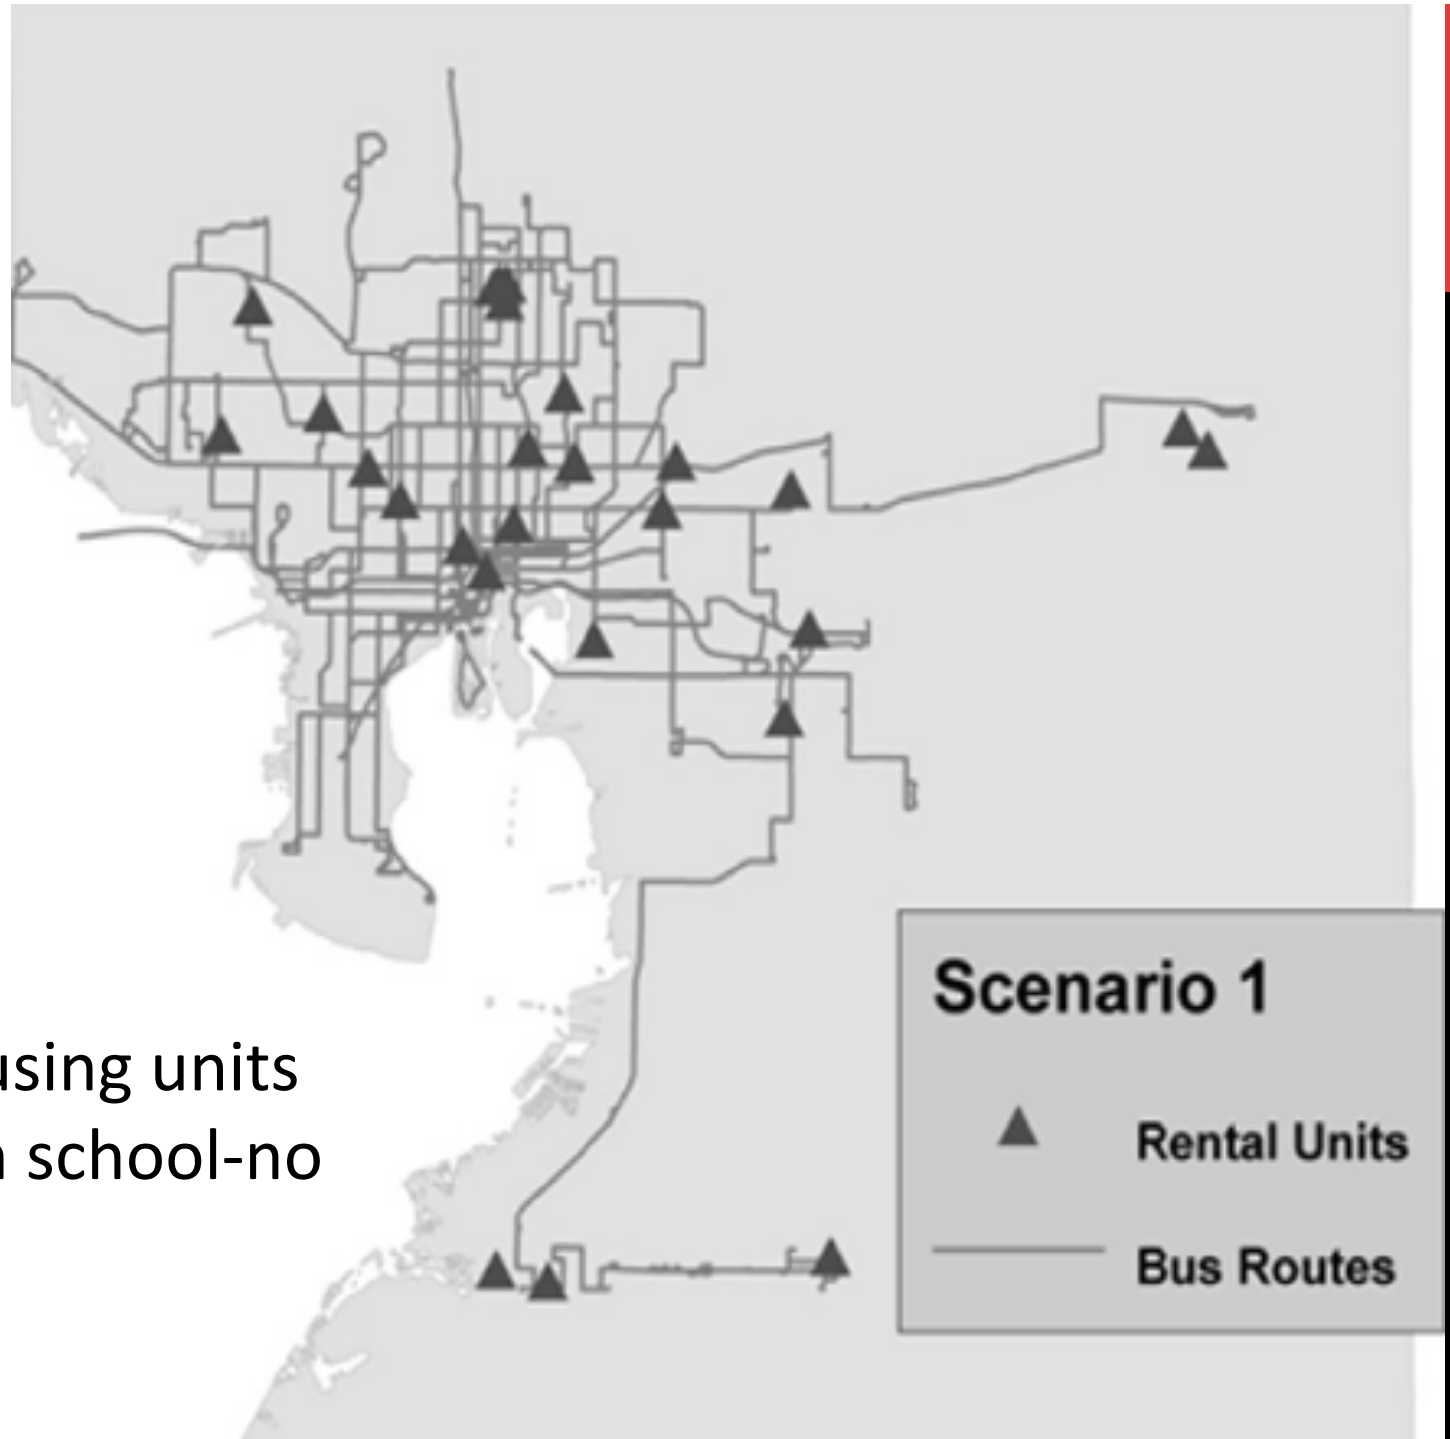 using units
school-no
Scenario 1
Rental Units
Bus Routes